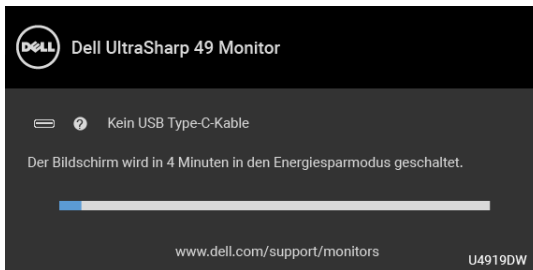 DELL Dell UltraSharp 49 Monitor
? Kein USB Type-C-Kable
Der Bildschirm wird in 4 Minuten in den Energiesparmodus geschaltet.
www.dell.com/support/monitors
U4919DW